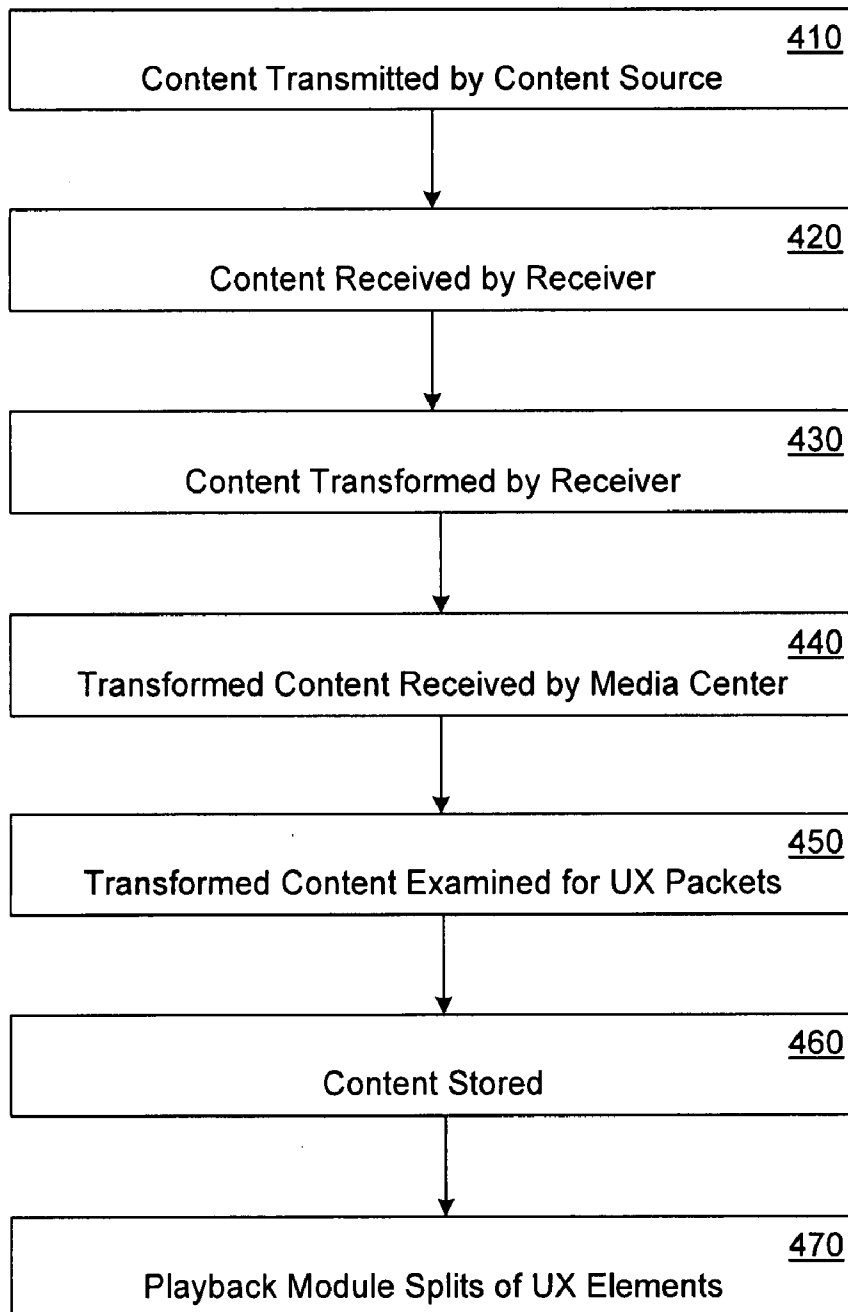 410
Content Transmitted by Content Source
420
Content Received by Receiver
430
Content Transformed by Receiver
440
Transformed Content Received by Media Center
450
Transformed Content Examined for UX Packets
460
Content Stored
470
Playback Module Splits of UX Elements